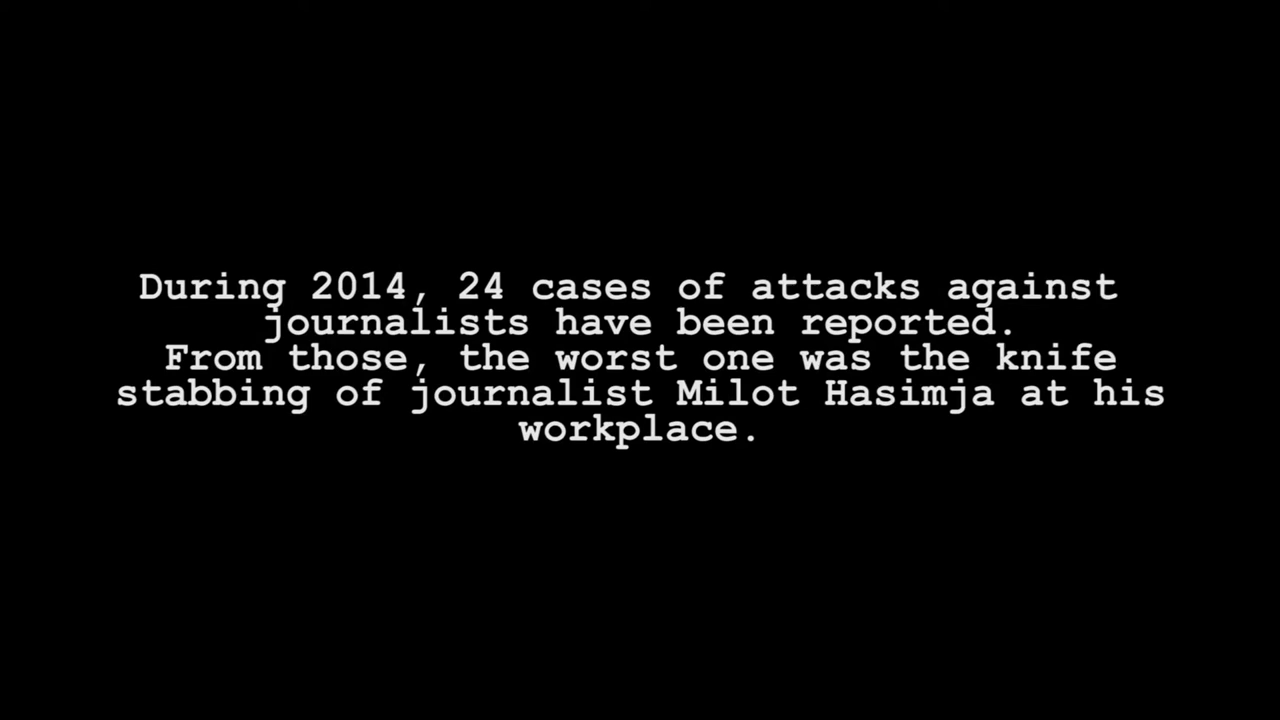 During 2014, 24 cases of attacks against
journalists have been reported.
From those, the worst one was the knife
stabbing of journalist Milot Hasimja at his
workplace.